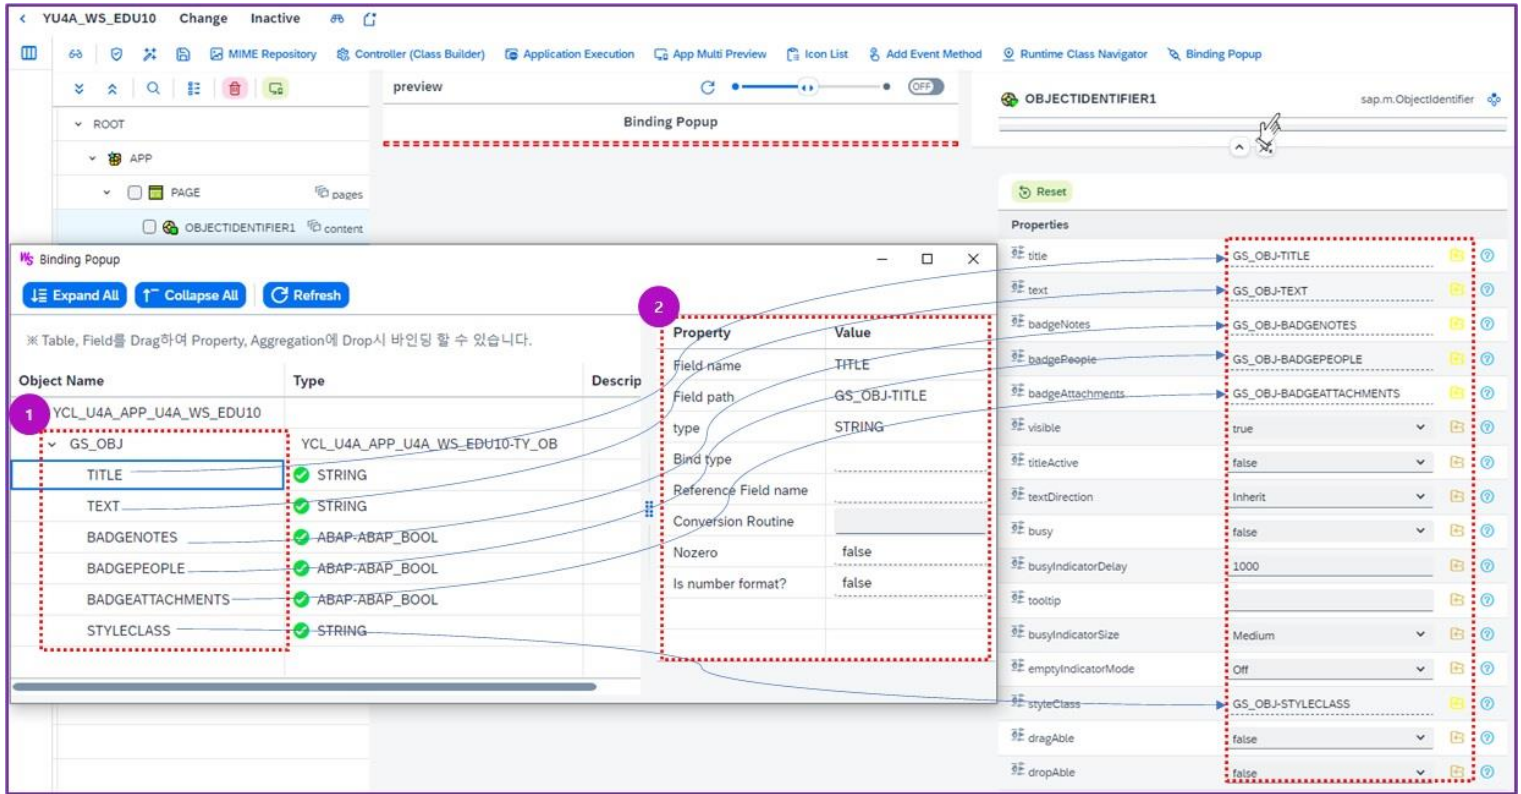 YU4A_WS_EDU10 Change Inactive
MIME Repository Controller (Class Builder) Application Execution App Multi Preview Icon List Add Event Method Runtime Class Navigator Binding Popup
preview OFF
OBJECTIDENTIFIER1 sap.m.ObjectIdentifier
ROOT
Binding Popup
APP
PAGE pages
OBJECTIDENTIFIER1 content
Reset
Properties
title GS_OBJ-TITLE
text GS_OBJ-TEXT
badgeNotes GS_OBJ-BADGENOTES
badgePeople GS_OBJ-BADGEPEOPLE
badgeAttachments GS_OBJ-BADGEATTACHMENTS
visible true
titleActive false
textDirection Inherit
busy false
busyIndicatorDelay 1000
tooltip
busyIndicatorSize Medium
emptyIndicatorMode Off
styleClass GS_OBJ-STYLECLASS
dragAble false
dropAble false
WS Binding Popup
Expand All Collapse All Refresh
※ Table, Field를 Drag하여 Property, Aggregation에 Drop시 바인딩 할 수 있습니다.
Object Name Type Descrip
1
YCL_U4A_APP_U4A_WS_EDU10
GS_OBJ YCL_U4A_APP_U4A_WS_EDU10-TY_OB
TITLE STRING
TEXT STRING
BADGENOTES ABAP-ABAP_BOOL
BADGEPEOPLE ABAP-ABAP_BOOL
BADGEATTACHMENTS ABAP-ABAP_BOOL
STYLECLASS STRING
2
Property Value
Field name TITLE
Field path GS_OBJ-TITLE
type STRING
Bind type
Reference Field name
Conversion Routine
Nozero false
Is number format? false